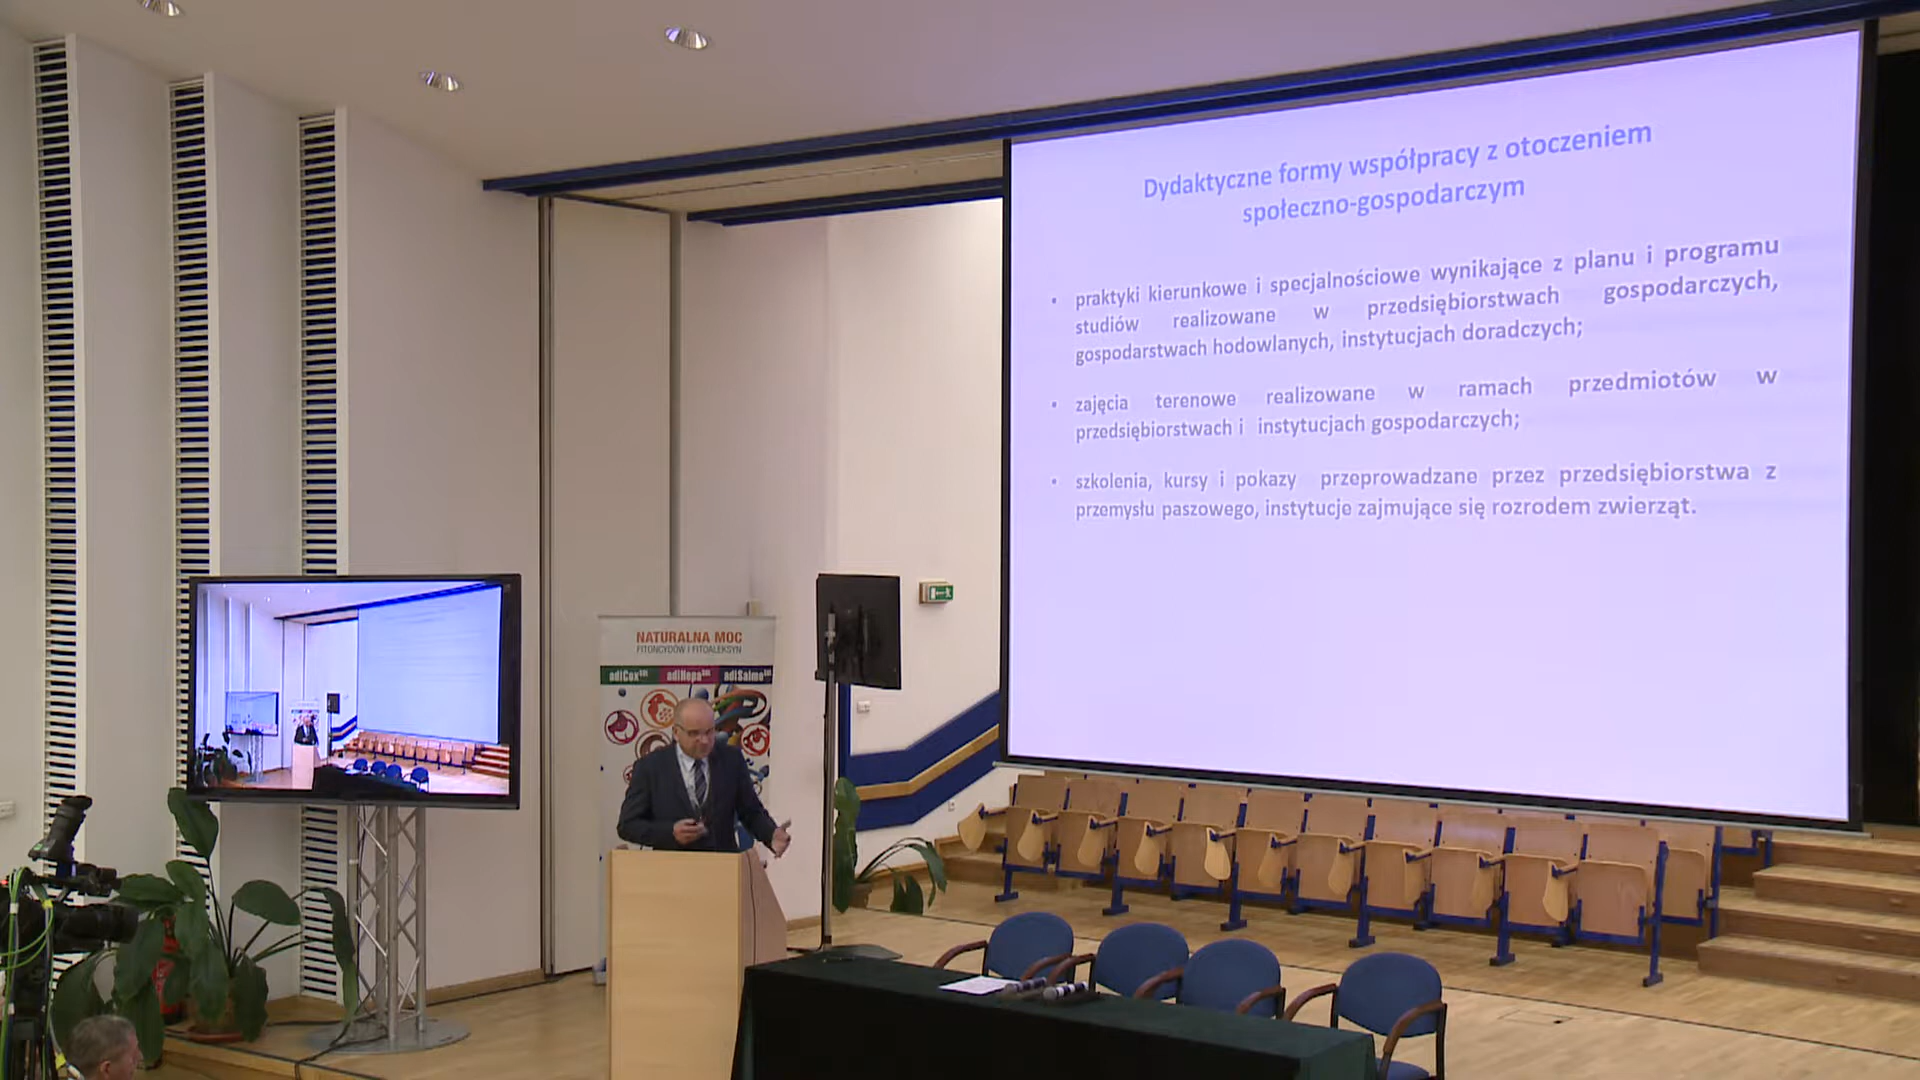 Dydaktyczne formy współpracy z otoczeniem
społeczno-gospodarczym
• praktyki kierunkowe i specjalnościowe wynikające z planu i programu
studiów realizowane w przedsiębiorstwach gospodarczych,
gospodarstwach hodowlanych, instytucjach doradczych;
• zajęcia terenowe realizowane w ramach przedmiotów w
przedsiębiorstwach i instytucjach gospodarczych;
• szkolenia, kursy i pokazy przeprowadzane przez przedsiębiorstwa z
przemysłu paszowego, instytucje zajmujące się rozrodem zwierząt.
NATURALNA MOC
FITONCYDÓW I FITOALEKSYN
adiCox adiHepa adiSalmo